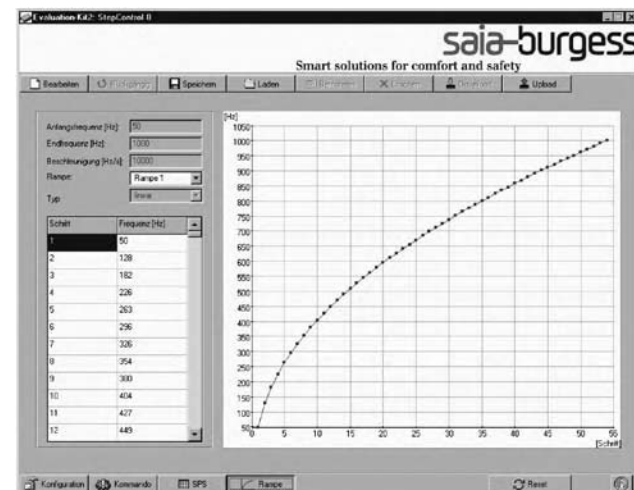 Evaluation-Kit2: StepControl II
saia-burgess
Smart solutions for comfort and safety
Bearbeiten Rückgängig Speichern Laden Umbenennen Löschen Download Upload
Anfangsfrequenz [Hz]: 50
Endfrequenz [Hz]: 1000
Beschleunigung [Hz/s]: 10000
Rampe: Rampe 1
Typ linear
Schritt Frequenz [Hz]
1 50
2 128
3 182
4 226
5 263
6 296
7 326
8 354
9 380
10 404
11 427
12 449
[Hz]
1050
1000
950
900
850
800
750
700
650
600
550
500
450
400
350
300
250
200
150
100
50
0 5 10 15 20 25 30 35 40 45 50 55
[Schritt]
Konfiguration Kommando SPS Rampe Reset